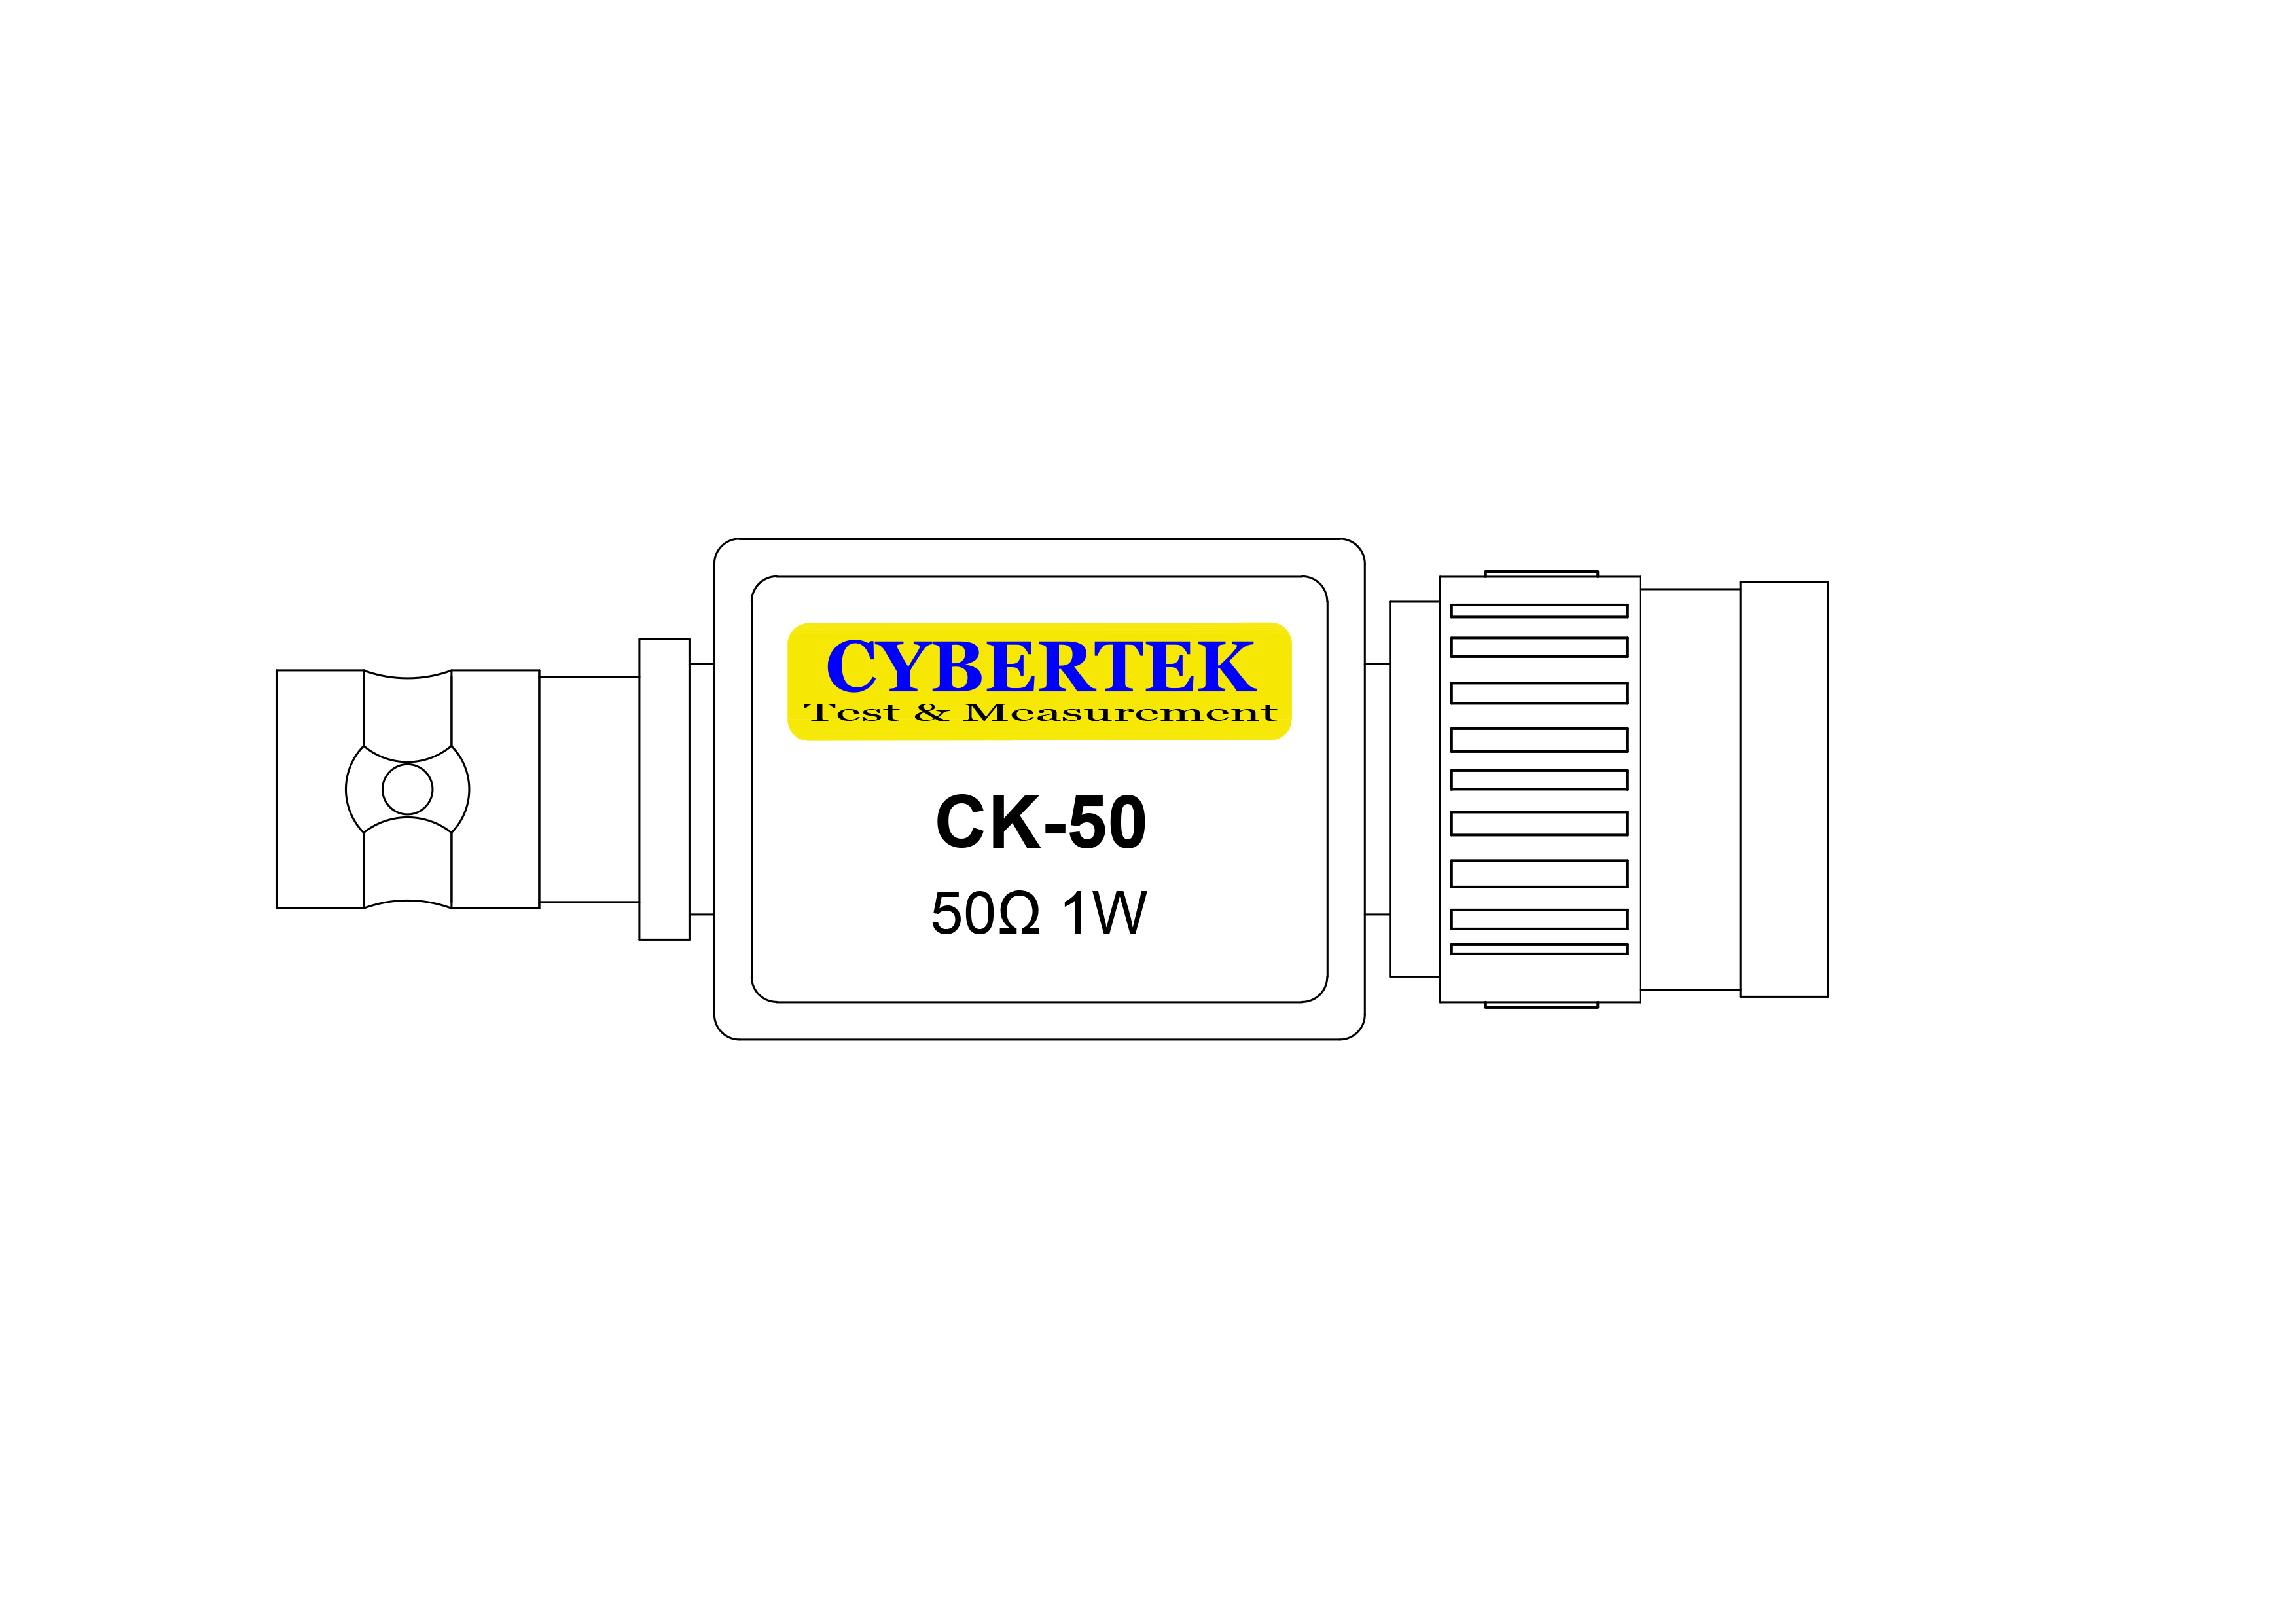 CYBERTEK
Test & Measurement
CK-50
50Ω 1W